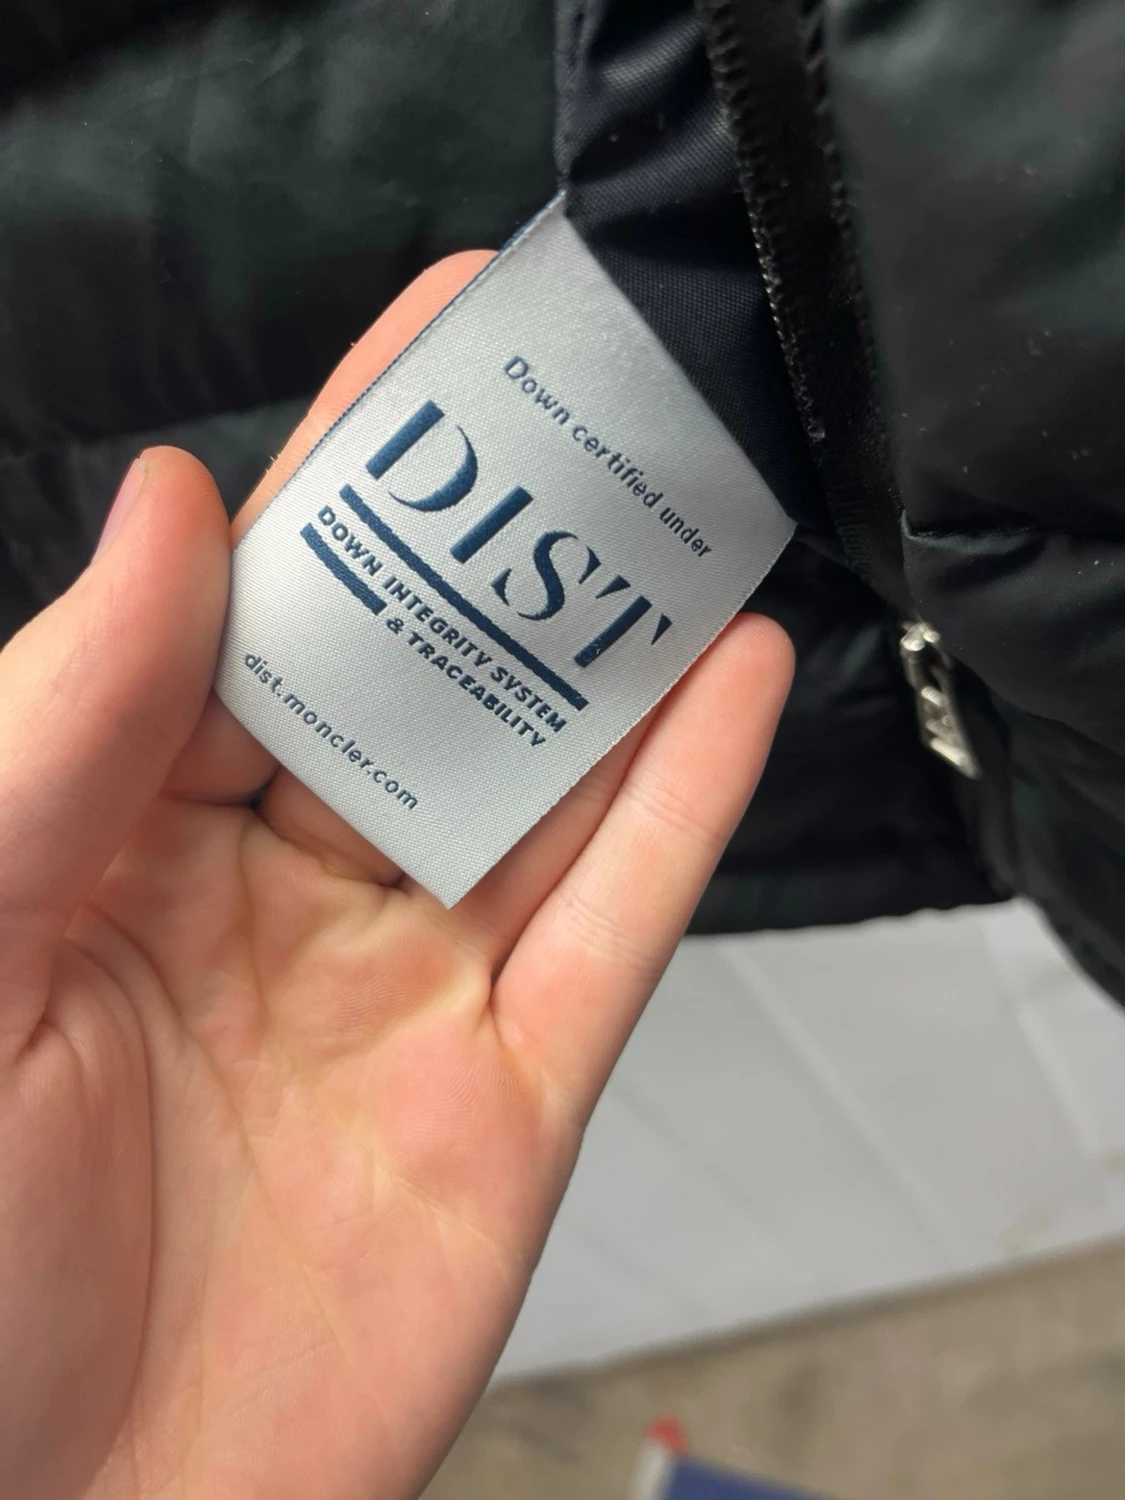 Down certified under
DIST
DOWN INTEGRITY SYSTEM
& TRACEABILITY
dist.moncler.com